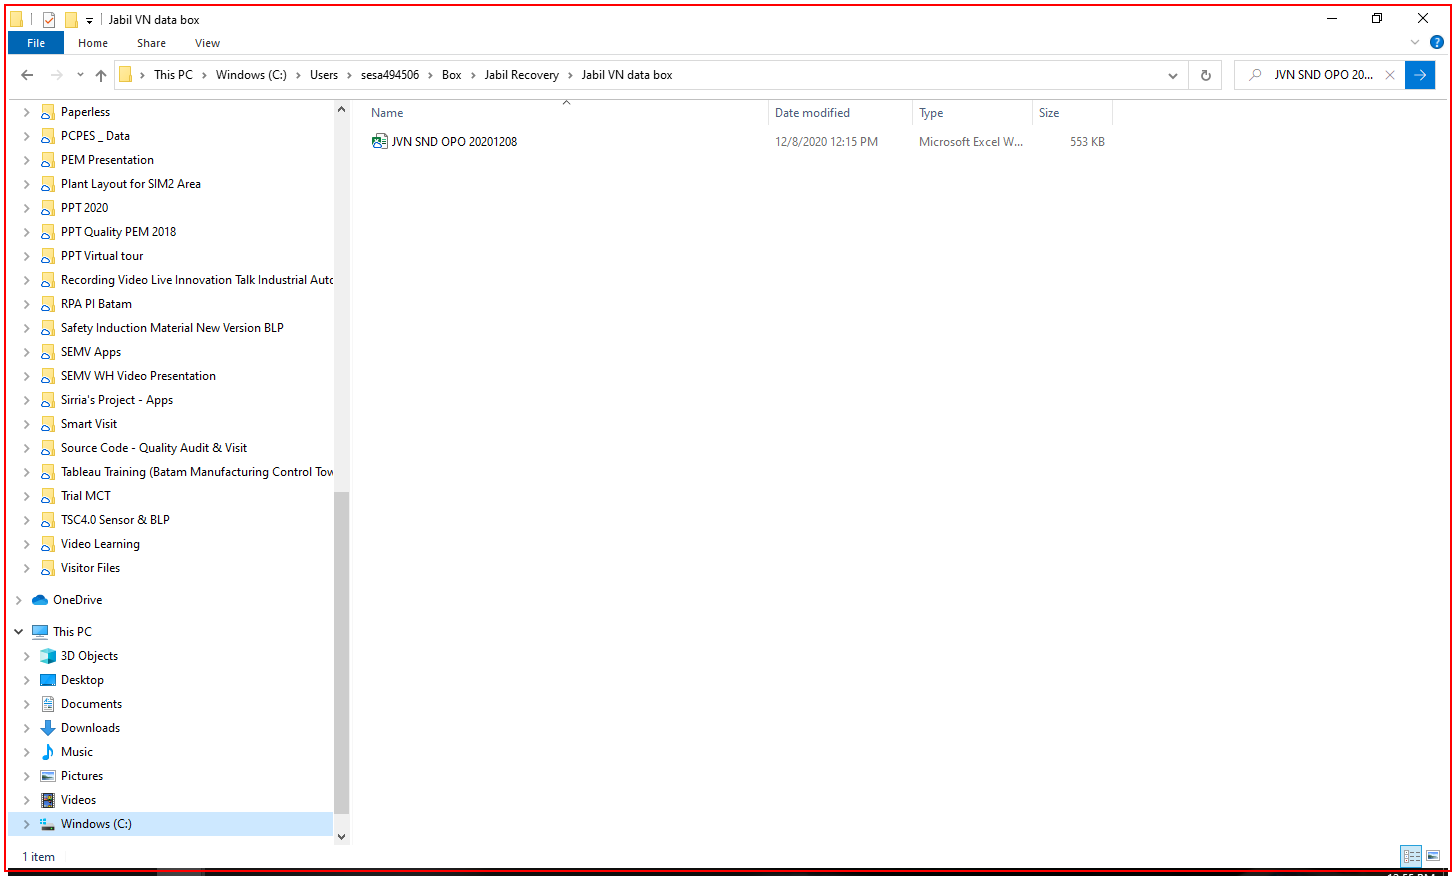 Jabil VN data box
File Home Share View
This PC Windows (C:) Users sesa494506 Box Jabil Recovery Jabil VN data box
JVN SND OPO 20...
Paperless
PCPES _ Data
PEM Presentation
Plant Layout for SIM2 Area
PPT 2020
PPT Quality PEM 2018
PPT Virtual tour
Recording Video Live Innovation Talk Industrial Auto
RPA PI Batam
Safety Induction Material New Version BLP
SEMV Apps
SEMV WH Video Presentation
Sirria's Project - Apps
Smart Visit
Source Code - Quality Audit & Visit
Tableau Training (Batam Manufacturing Control Tow
Trial MCT
TSC4.0 Sensor & BLP
Video Learning
Visitor Files
OneDrive
This PC
3D Objects
Desktop
Documents
Downloads
Music
Pictures
Videos
Windows (C:)
Name Date modified Type Size
JVN SND OPO 20201208 12/8/2020 12:15 PM Microsoft Excel W... 553 KB
1 item